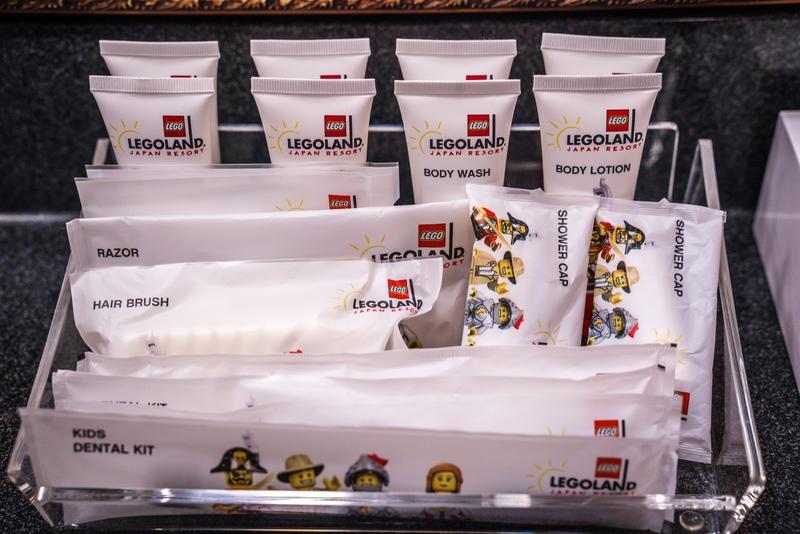 LEGO
LEGOLAND
JAPAN RESORT
LEGO
LEGOLAND
JAPAN RESORT
LEGO
LEGOLAND
JAPAN RESORT
BODY WASH
LEGO
LEGOLAND
JAPAN RESORT
BODY LOTION
LEGO
RAZOR
LEGO
LEGOLAND
HAIR BRUSH
LEGO
LEGOLAND
JAPAN RESORT
SHOWER CAP
SHOWER CAP
LEGO
KIDS
DENTAL KIT
LEGO
LEGOLAND
JAPAN RESORT